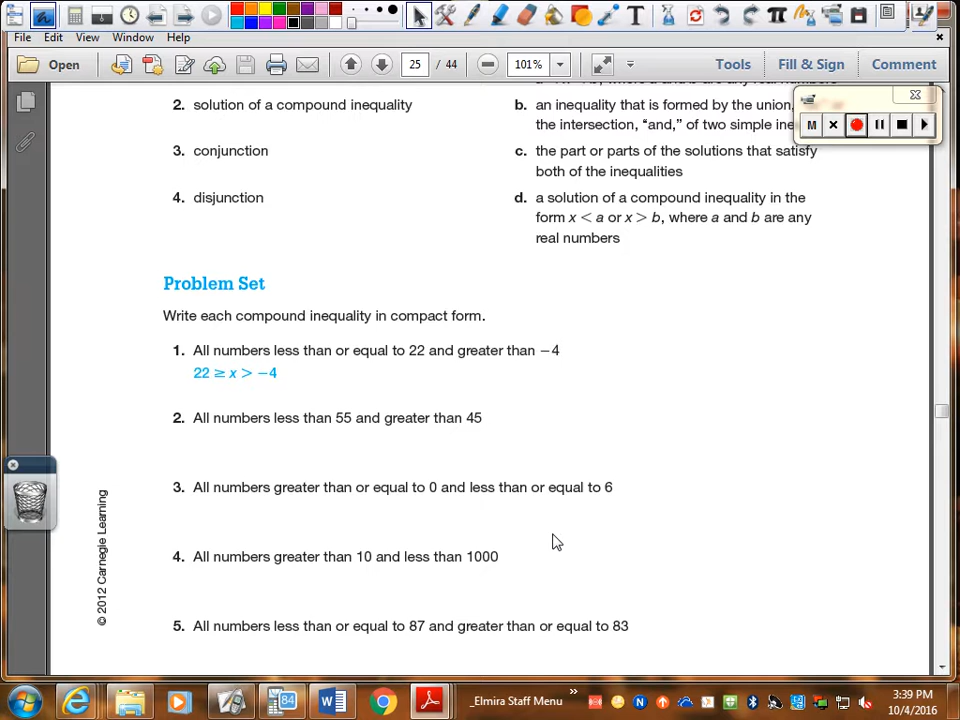 File Edit View Window Help
Open 25 / 44 101% Tools Fill & Sign Comment
2. solution of a compound inequality
3. conjunction
4. disjunction
b. an inequality that is formed by the union,
the intersection, “and,” of two simple ine
c. the part or parts of the solutions that satisfy
both of the inequalities
d. a solution of a compound inequality in the
form x < a or x > b, where a and b are any
real numbers
M
Problem Set
Write each compound inequality in compact form.
1. All numbers less than or equal to 22 and greater than −4
22 ≥ x > −4
2. All numbers less than 55 and greater than 45
3. All numbers greater than or equal to 0 and less than or equal to 6
4. All numbers greater than 10 and less than 1000
5. All numbers less than or equal to 87 and greater than or equal to 83
© 2012 Carnegie Learning
84
_Elmira Staff Menu
3:39 PM
10/4/2016